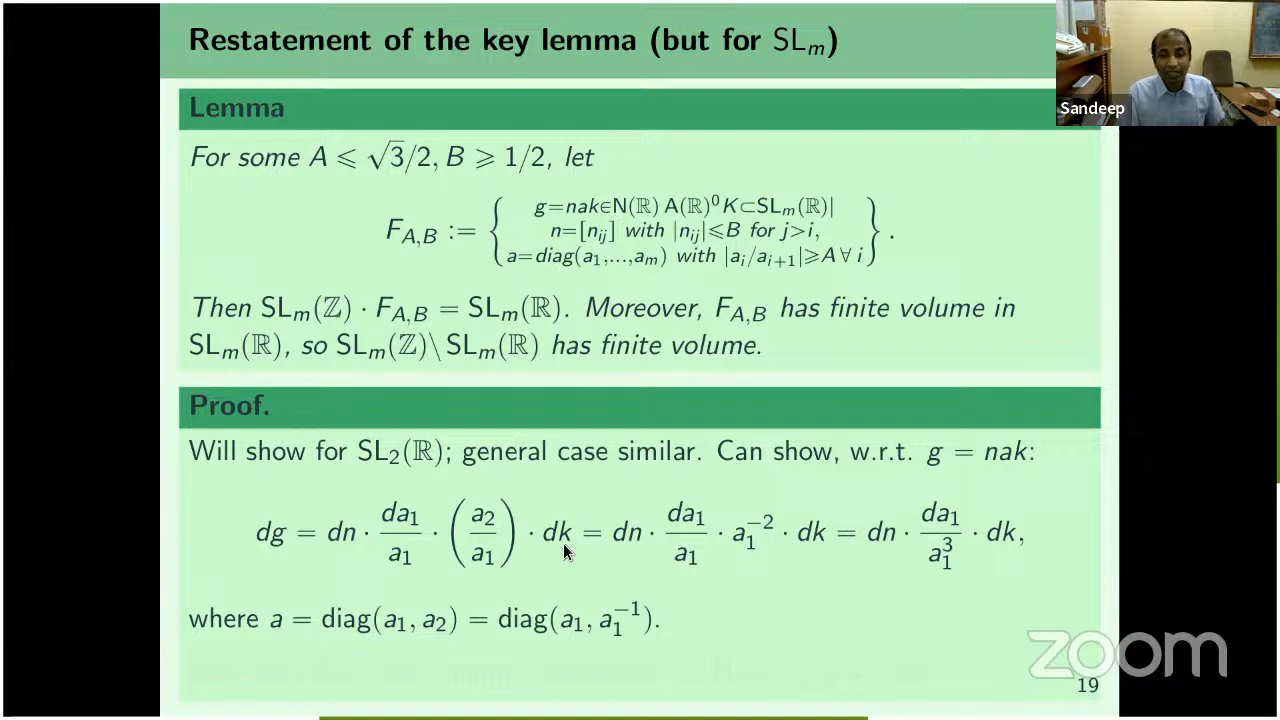 Restatement of the key lemma (but for SLₘ)
Sandeep
Lemma
For some A ⩽ √3/2, B ⩾ 1/2, let
F_{A,B} := { g=nak∈N(ℝ) A(ℝ)⁰K⊂SLₘ(ℝ)|
n=[n_{ij}] with |n_{ij}|⩽B for j>i,
a=diag(a₁,...,aₘ) with |a_i/a_{i+1}|⩾A ∀ i } .
Then SLₘ(ℤ) · F_{A,B} = SLₘ(ℝ). Moreover, F_{A,B} has finite volume in
SLₘ(ℝ), so SLₘ(ℤ)\ SLₘ(ℝ) has finite volume.
Proof.
Will show for SL₂(ℝ); general case similar. Can show, w.r.t. g = nak:
dg = dn · da₁/a₁ · (a₂/a₁) · dk = dn · da₁/a₁ · a₁⁻² · dk = dn · da₁/a₁³ · dk,
where a = diag(a₁, a₂) = diag(a₁, a₁⁻¹).
zoom
19